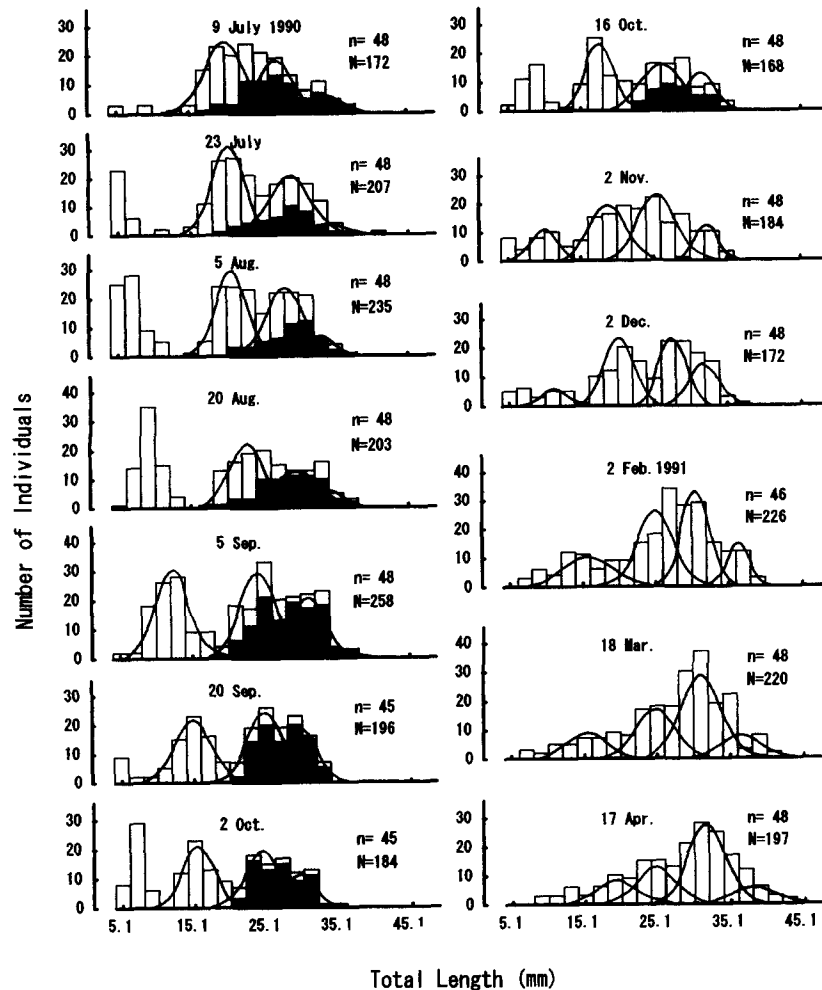 9 July 1990
n= 48
N=172
30
20
10
0
23 July
n= 48
N=207
30
20
10
0
5 Aug.
n= 48
N=235
30
20
10
0
20 Aug.
n= 48
N=203
40
30
20
10
0
5 Sep.
n= 48
N=258
40
30
20
10
0
20 Sep.
n= 45
N=196
30
20
10
0
2 Oct.
n= 45
N=184
30
20
10
0
5.1 15.1 25.1 35.1 45.1
16 Oct.
n= 48
N=168
30
20
10
0
2 Nov.
n= 48
N=184
30
20
10
0
2 Dec.
n= 48
N=172
30
20
10
0
2 Feb.1991
n= 46
N=226
40
30
20
10
0
18 Mar.
n= 48
N=220
40
30
20
10
0
17 Apr.
n= 48
N=197
30
20
10
0
5.1 15.1 25.1 35.1 45.1
Number of Individuals
Total Length (mm)